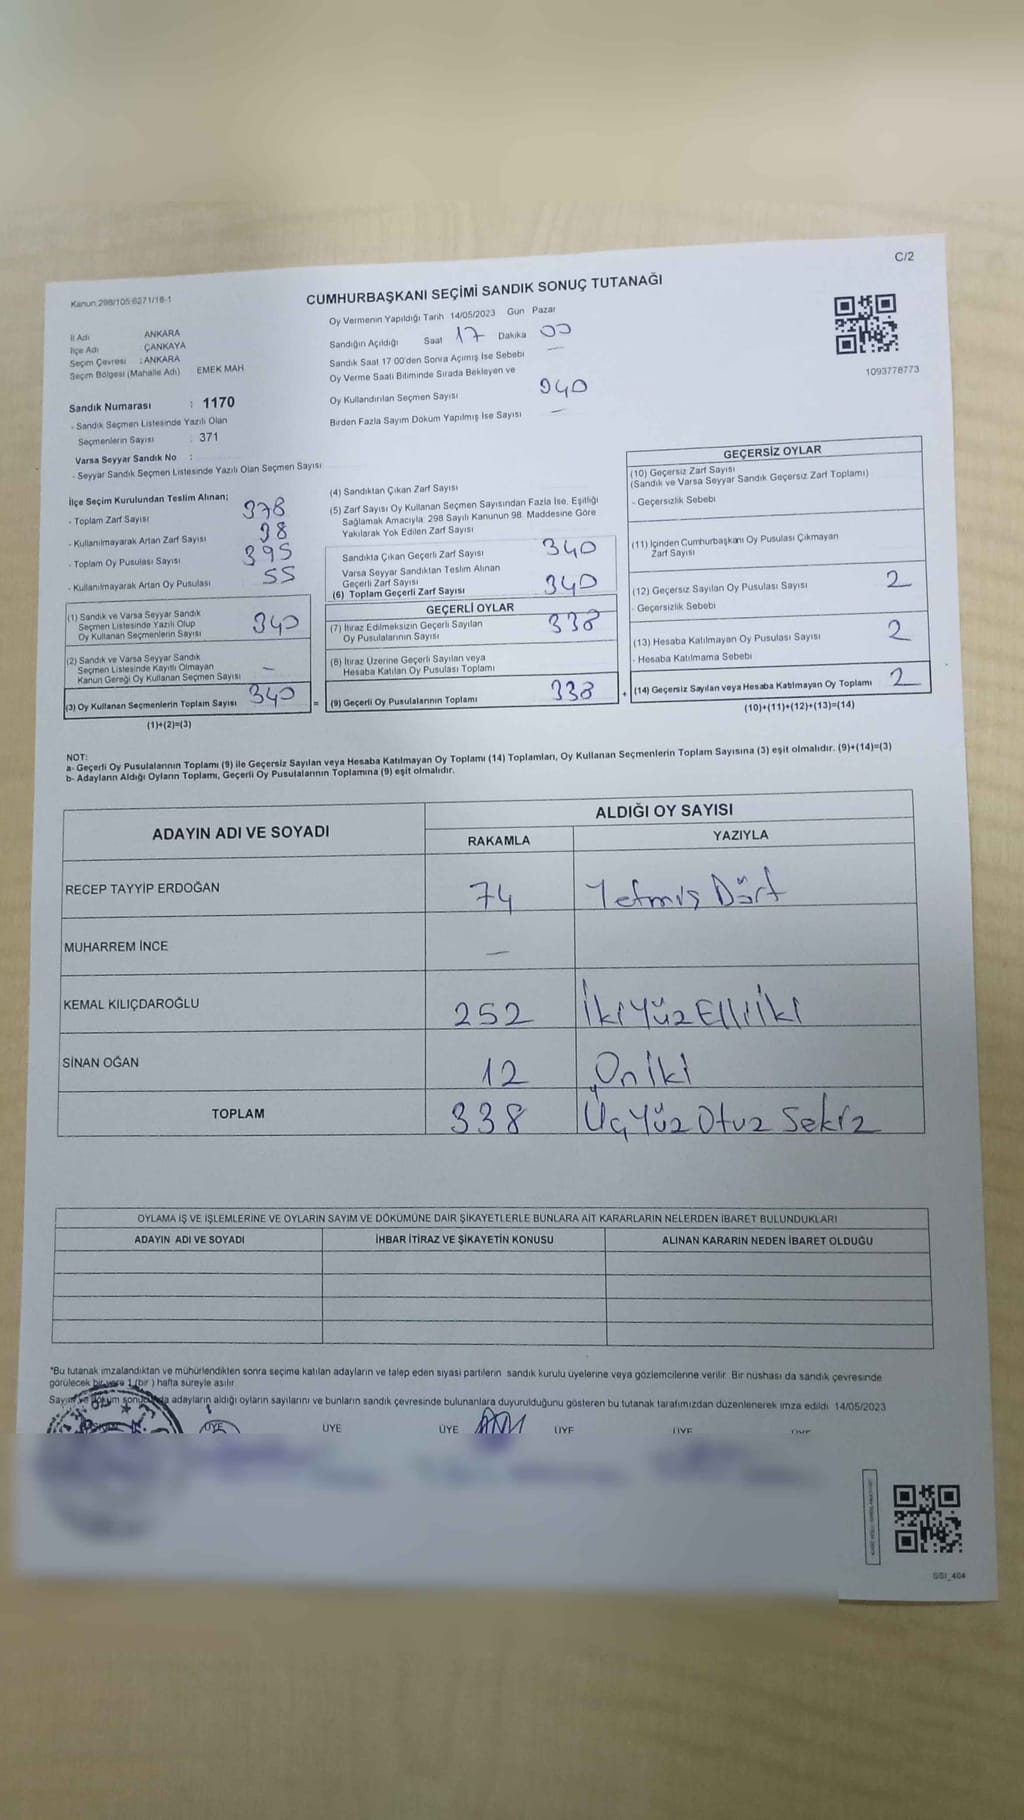 C/2
Kanun 298/105 6271/16-1
CUMHURBAŞKANI SEÇİMİ SANDIK SONUÇ TUTANAĞI
İl Adı ANKARA
İlçe Adı ÇANKAYA
Seçim Çevresi : ANKARA
Seçim Bölgesi (Mahalle Adı) EMEK MAH.
Sandık Numarası : 1170
- Sandık Seçmen Listesinde Yazılı Olan
Seçmenlerin Sayısı : 371
Varsa Seyyar Sandık No :
- Seyyar Sandık Seçmen Listesinde Yazılı Olan Seçmen Sayısı
Oy Vermenin Yapıldığı Tarih 14/05/2023 Gün Pazar
Sandığın Açıldığı Saat 17 Dakika 00
Sandık Saat 17 00'den Sonra Açımış İse Sebebi —
Oy Verme Saati Bitiminde Sırada Bekleyen ve
Oy Kullandırılan Seçmen Sayısı 340
Birden Fazla Sayım Döküm Yapılmış İse Sayısı —
1093778773
İlçe Seçim Kurulundan Teslim Alınan;
- Toplam Zarf Sayısı 378
- Kullanılmayarak Artan Zarf Sayısı 38
- Toplam Oy Pusulası Sayısı 395
- Kullanılmayarak Artan Oy Pusulası 55
(1) Sandık ve Varsa Seyyar Sandık
Seçmen Listesinde Yazılı Olup
Oy Kullanan Seçmenlerin Sayısı 340
(2) Sandık ve Varsa Seyyar Sandık
Seçmen Listesinde Kayıtlı Olmayan
Kanun Gereği Oy Kullanan Seçmen Sayısı —
(3) Oy Kullanan Seçmenlerin Toplam Sayısı 340 =
(1)+(2)=(3)
(4) Sandıktan Çıkan Zarf Sayısı
(5) Zarf Sayısı Oy Kullanan Seçmen Sayısından Fazla İse, Eşitliği
Sağlamak Amacıyla 298 Sayılı Kanunun 98. Maddesine Göre
Yakılarak Yok Edilen Zarf Sayısı
Sandıkta Çıkan Geçerli Zarf Sayısı 340
Varsa Seyyar Sandıktan Teslim Alınan
Geçerli Zarf Sayısı
(6) Toplam Geçerli Zarf Sayısı 340
GEÇERLİ OYLAR
(7) İtiraz Edilmeksizin Geçerli Sayılan
Oy Pusulalarının Sayısı 338
(8) İtiraz Üzerine Geçerli Sayılan veya
Hesaba Katılan Oy Pusulası Toplamı
(9) Geçerli Oy Pusulalarının Toplamı 338 +
GEÇERSİZ OYLAR
(10) Geçersiz Zarf Sayısı
(Sandık ve Varsa Seyyar Sandık Geçersiz Zarf Toplamı)
- Geçersizlik Sebebi
(11) İçinden Cumhurbaşkanı Oy Pusulası Çıkmayan
Zarf Sayısı
(12) Geçersiz Sayılan Oy Pusulası Sayısı 2
- Geçersizlik Sebebi
(13) Hesaba Katılmayan Oy Pusulası Sayısı 2
- Hesaba Katılmama Sebebi
(14) Geçersiz Sayılan veya Hesaba Katılmayan Oy Toplamı 2
(10)+(11)+(12)+(13)=(14)
NOT:
a- Geçerli Oy Pusulalarının Toplamı (9) ile Geçersiz Sayılan veya Hesaba Katılmayan Oy Toplamı (14) Toplamları, Oy Kullanan Seçmenlerin Toplam Sayısına (3) eşit olmalıdır. (9)+(14)=(3)
b- Adayların Aldığı Oyların Toplamı, Geçerli Oy Pusulalarının Toplamına (9) eşit olmalıdır.
ADAYIN ADI VE SOYADI
ALDIĞI OY SAYISI
RAKAMLA YAZIYLA
RECEP TAYYİP ERDOĞAN 74 Yetmiş Dört
MUHARREM İNCE —
KEMAL KILIÇDAROĞLU 252 İkiYüzElliİki
SİNAN OĞAN 12 Oniki
TOPLAM 338 ÜçYüzOtuz Sekiz
OYLAMA İŞ VE İŞLEMLERİNE VE OYLARIN SAYIM VE DÖKÜMÜNE DAİR ŞİKAYETLERLE BUNLARA AİT KARARLARIN NELERDEN İBARET BULUNDUKLARI
ADAYIN ADI VE SOYADI İHBAR İTİRAZ VE ŞİKAYETİN KONUSU ALINAN KARARIN NEDEN İBARET OLDUĞU
*Bu tutanak imzalandıktan ve mühürlendikten sonra seçime katılan adayların ve talep eden siyasi partilerin sandık kurulu üyelerine veya gözlemcilerine verilir. Bir nüshası da sandık çevresinde
görülecek bir yere 1 (bir ) hafta süreyle asılır.
Sayım ve döküm sonucunda adayların aldığı oyların sayılarını ve bunların sandık çevresinde bulunanlara duyurulduğunu gösteren bu tutanak tarafımızdan düzenlenerek imza edildi 14/05/2023
ÜYE ÜYE ÜYE ÜYE ÜYE ÜYE
SSI_404